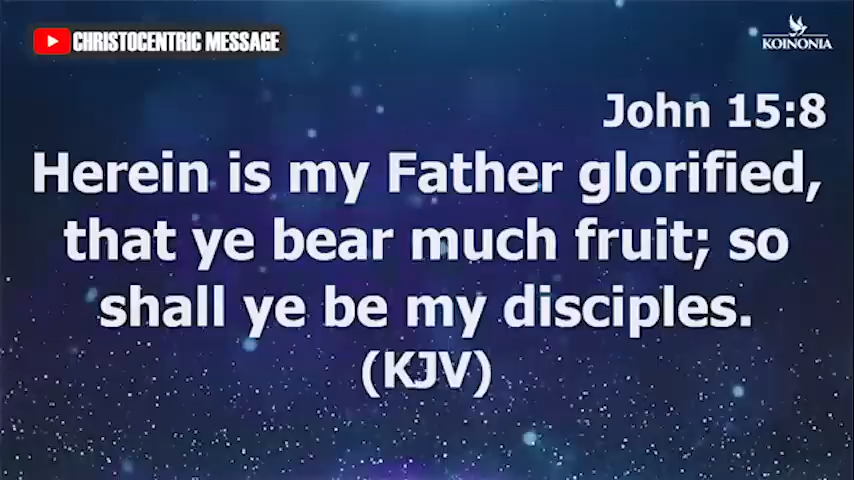 CHRISTOCENTRIC MESSAGE
KOINONIA
John 15:8
Herein is my Father glorified,
that ye bear much fruit; so
shall ye be my disciples.
(KJV)